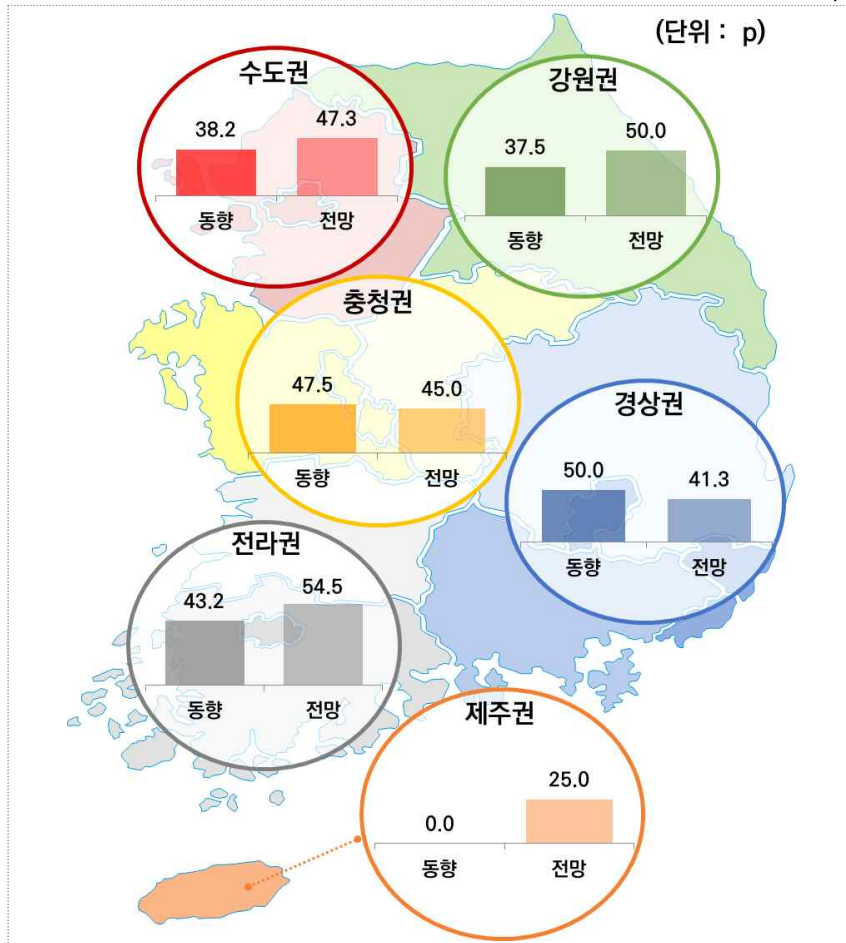 (단위 : p)
수도권
38.2 47.3
동향 전망
강원권
37.5 50.0
동향 전망
충청권
47.5 45.0
동향 전망
경상권
50.0 41.3
동향 전망
전라권
43.2 54.5
동향 전망
제주권
0.0 25.0
동향 전망